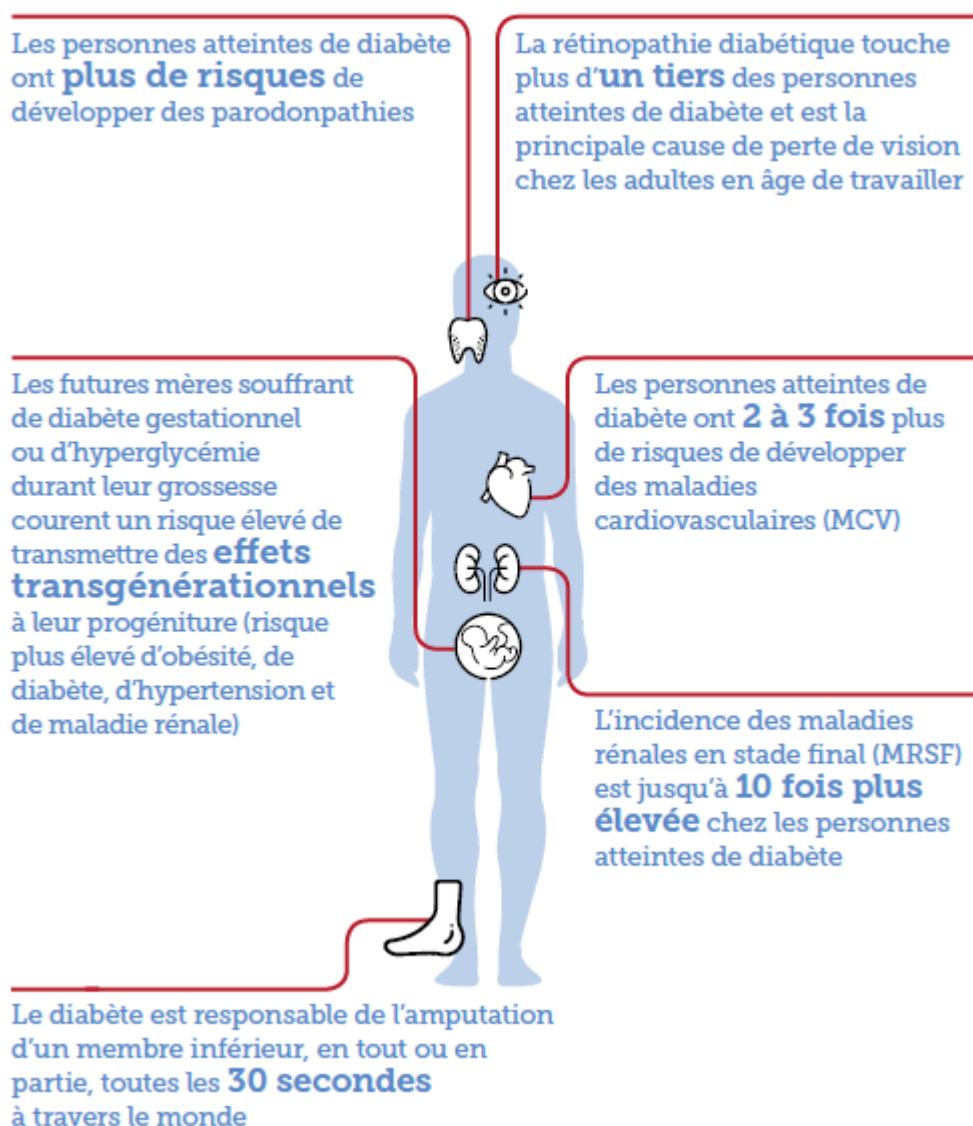 Les personnes atteintes de diabète
ont plus de risques de
développer des parodonpathies
La rétinopathie diabétique touche
plus d'un tiers des personnes
atteintes de diabète et est la
principale cause de perte de vision
chez les adultes en âge de travailler
Les futures mères souffrant
de diabète gestationnel
ou d'hyperglycémie
durant leur grossesse
courent un risque élevé de
transmettre des effets
transgénérationnels
à leur progéniture (risque
plus élevé d'obésité, de
diabète, d'hypertension et
de maladie rénale)
Les personnes atteintes de
diabète ont 2 à 3 fois plus
de risques de développer
des maladies
cardiovasculaires (MCV)
L'incidence des maladies
rénales en stade final (MRSF)
est jusqu'à 10 fois plus
élevée chez les personnes
atteintes de diabète
Le diabète est responsable de l'amputation
d'un membre inférieur, en tout ou en
partie, toutes les 30 secondes
à travers le monde